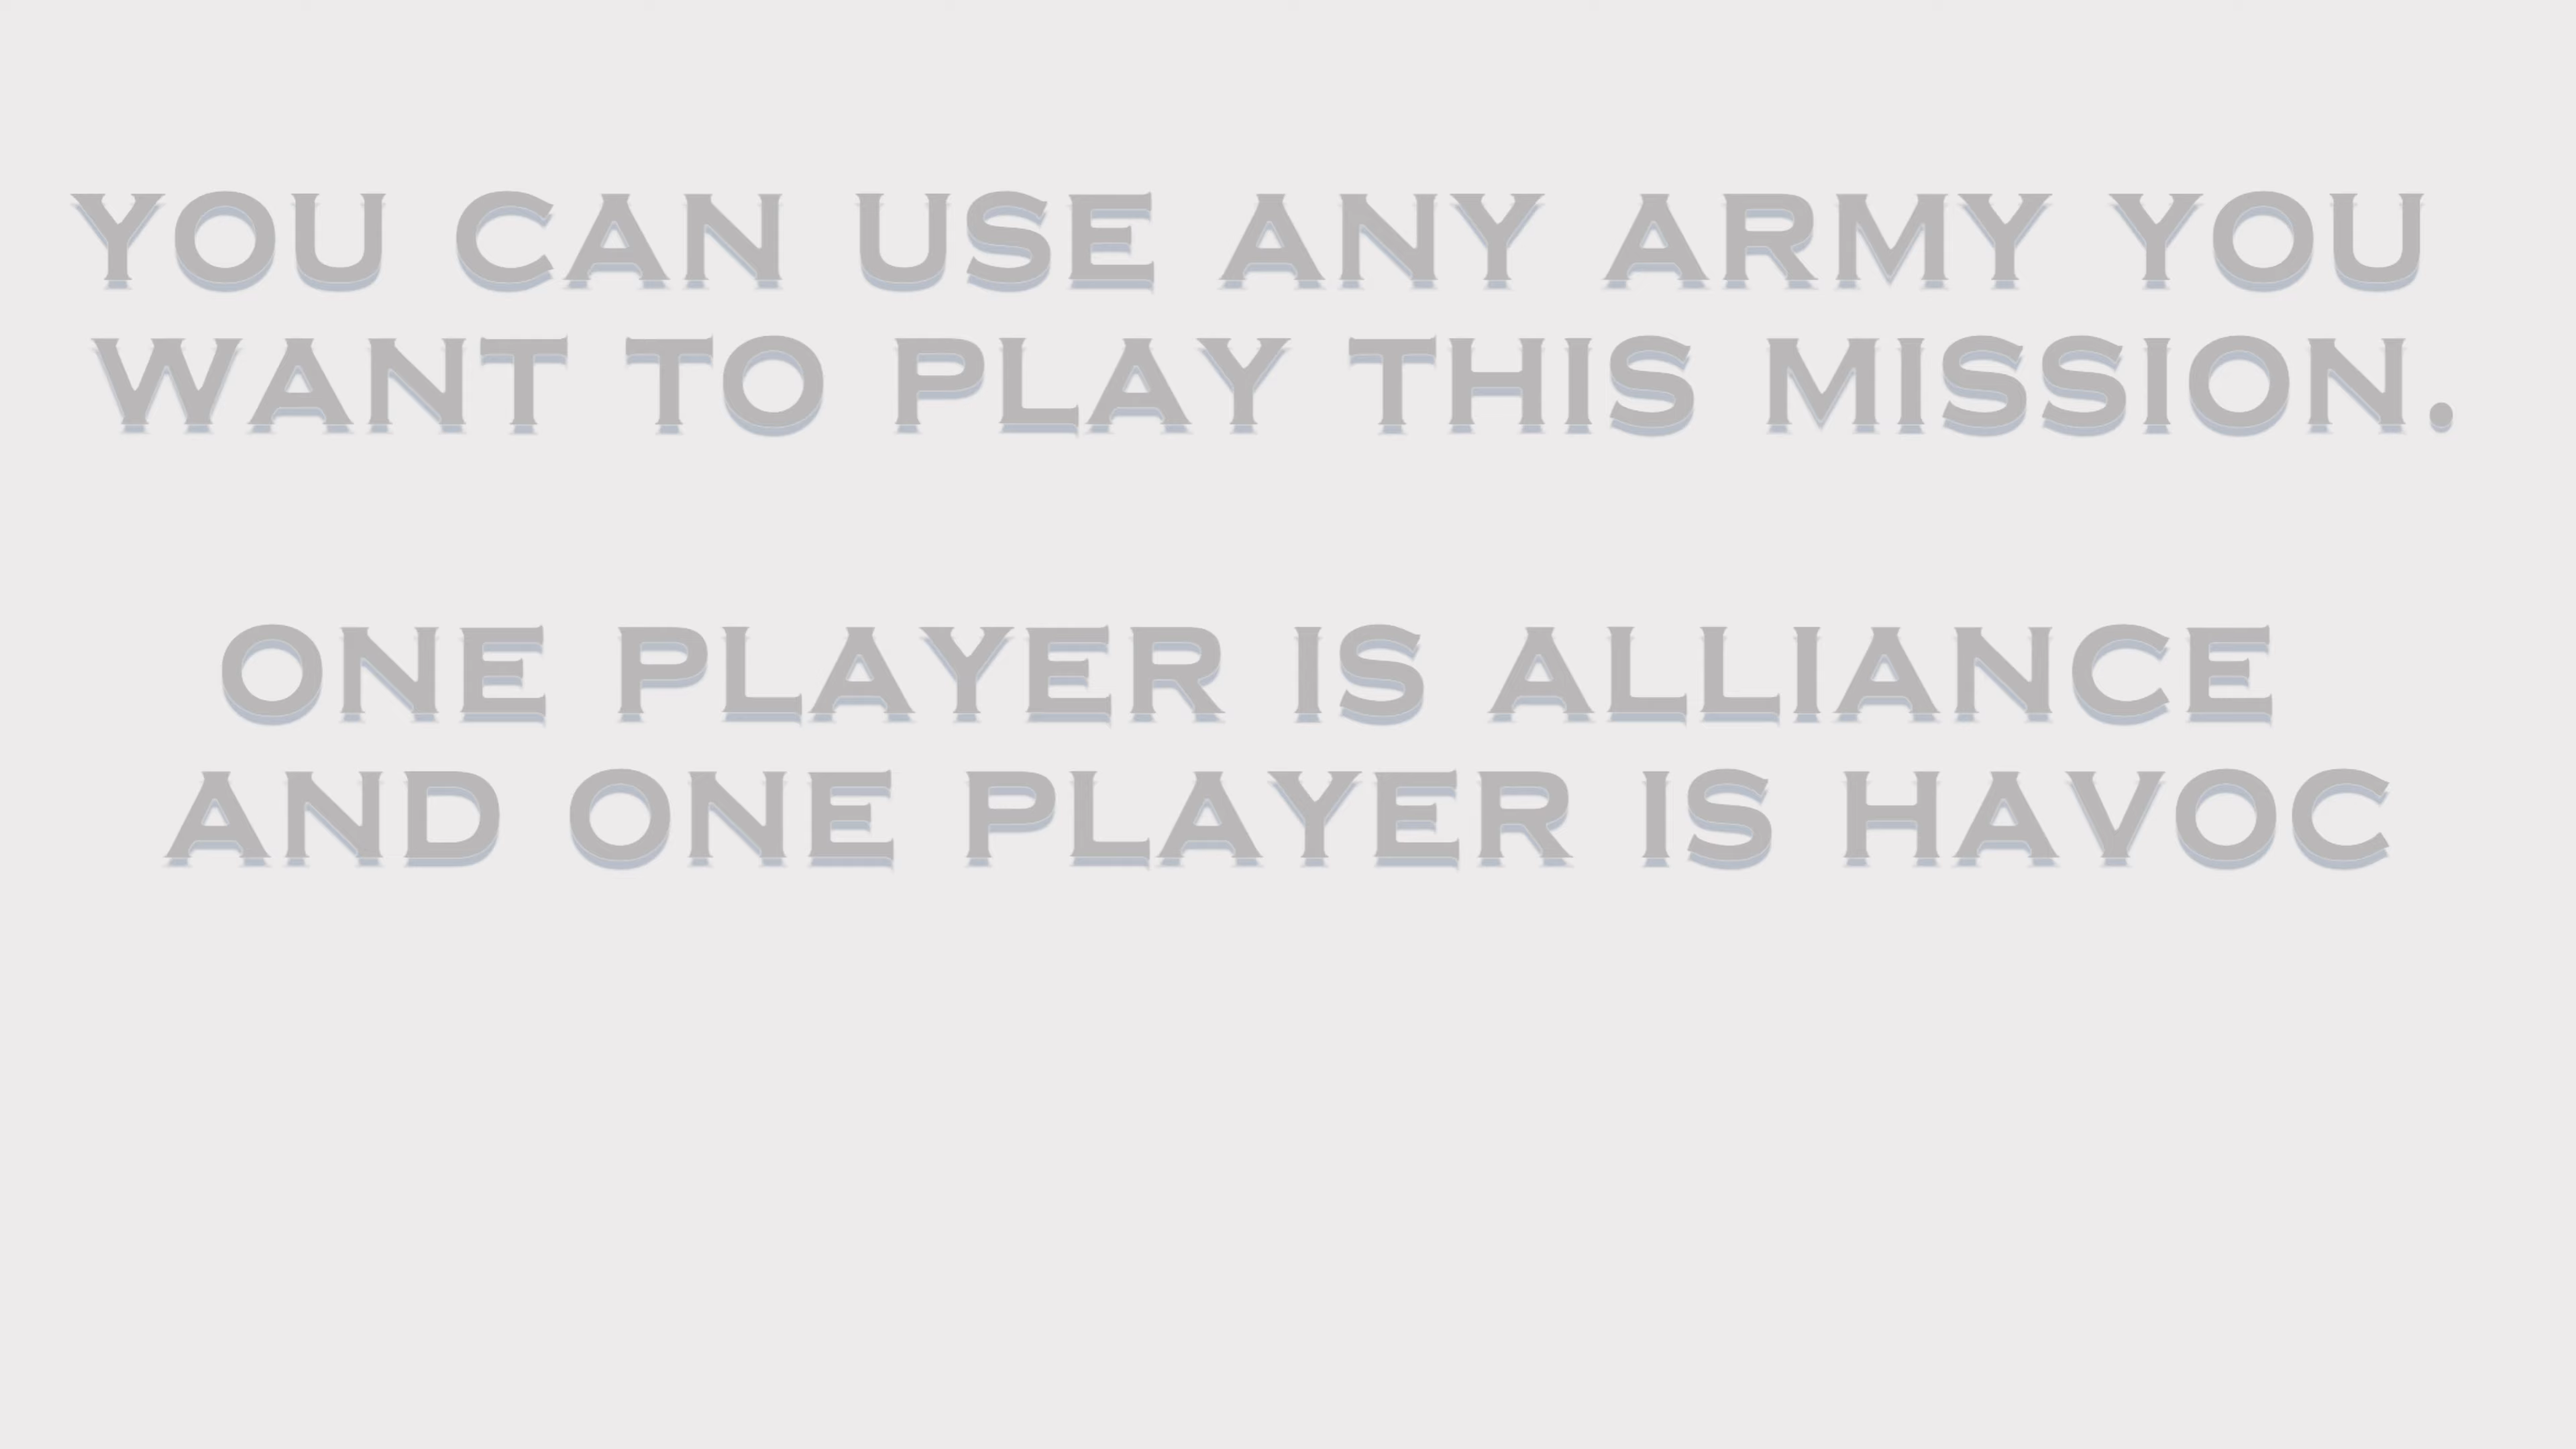 YOU CAN USE ANY ARMY YOU
WANT TO PLAY THIS MISSION.
ONE PLAYER IS ALLIANCE
AND ONE PLAYER IS HAVOC